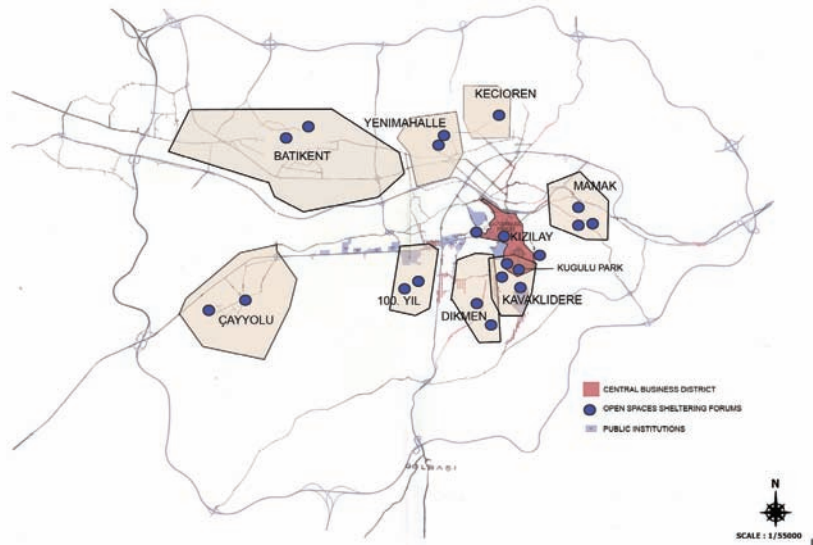 KECIOREN
YENIMAHALLE
BATIKENT
MAMAK
KIZILAY
KUGULU PARK
100. YIL
KAVAKLIDERE
DIKMEN
ÇAYYOLU
CENTRAL BUSINESS DISTRICT
OPEN SPACES SHELTERING FORUMS
PUBLIC INSTITUTIONS
GOLBASI
N
SCALE : 1/55000